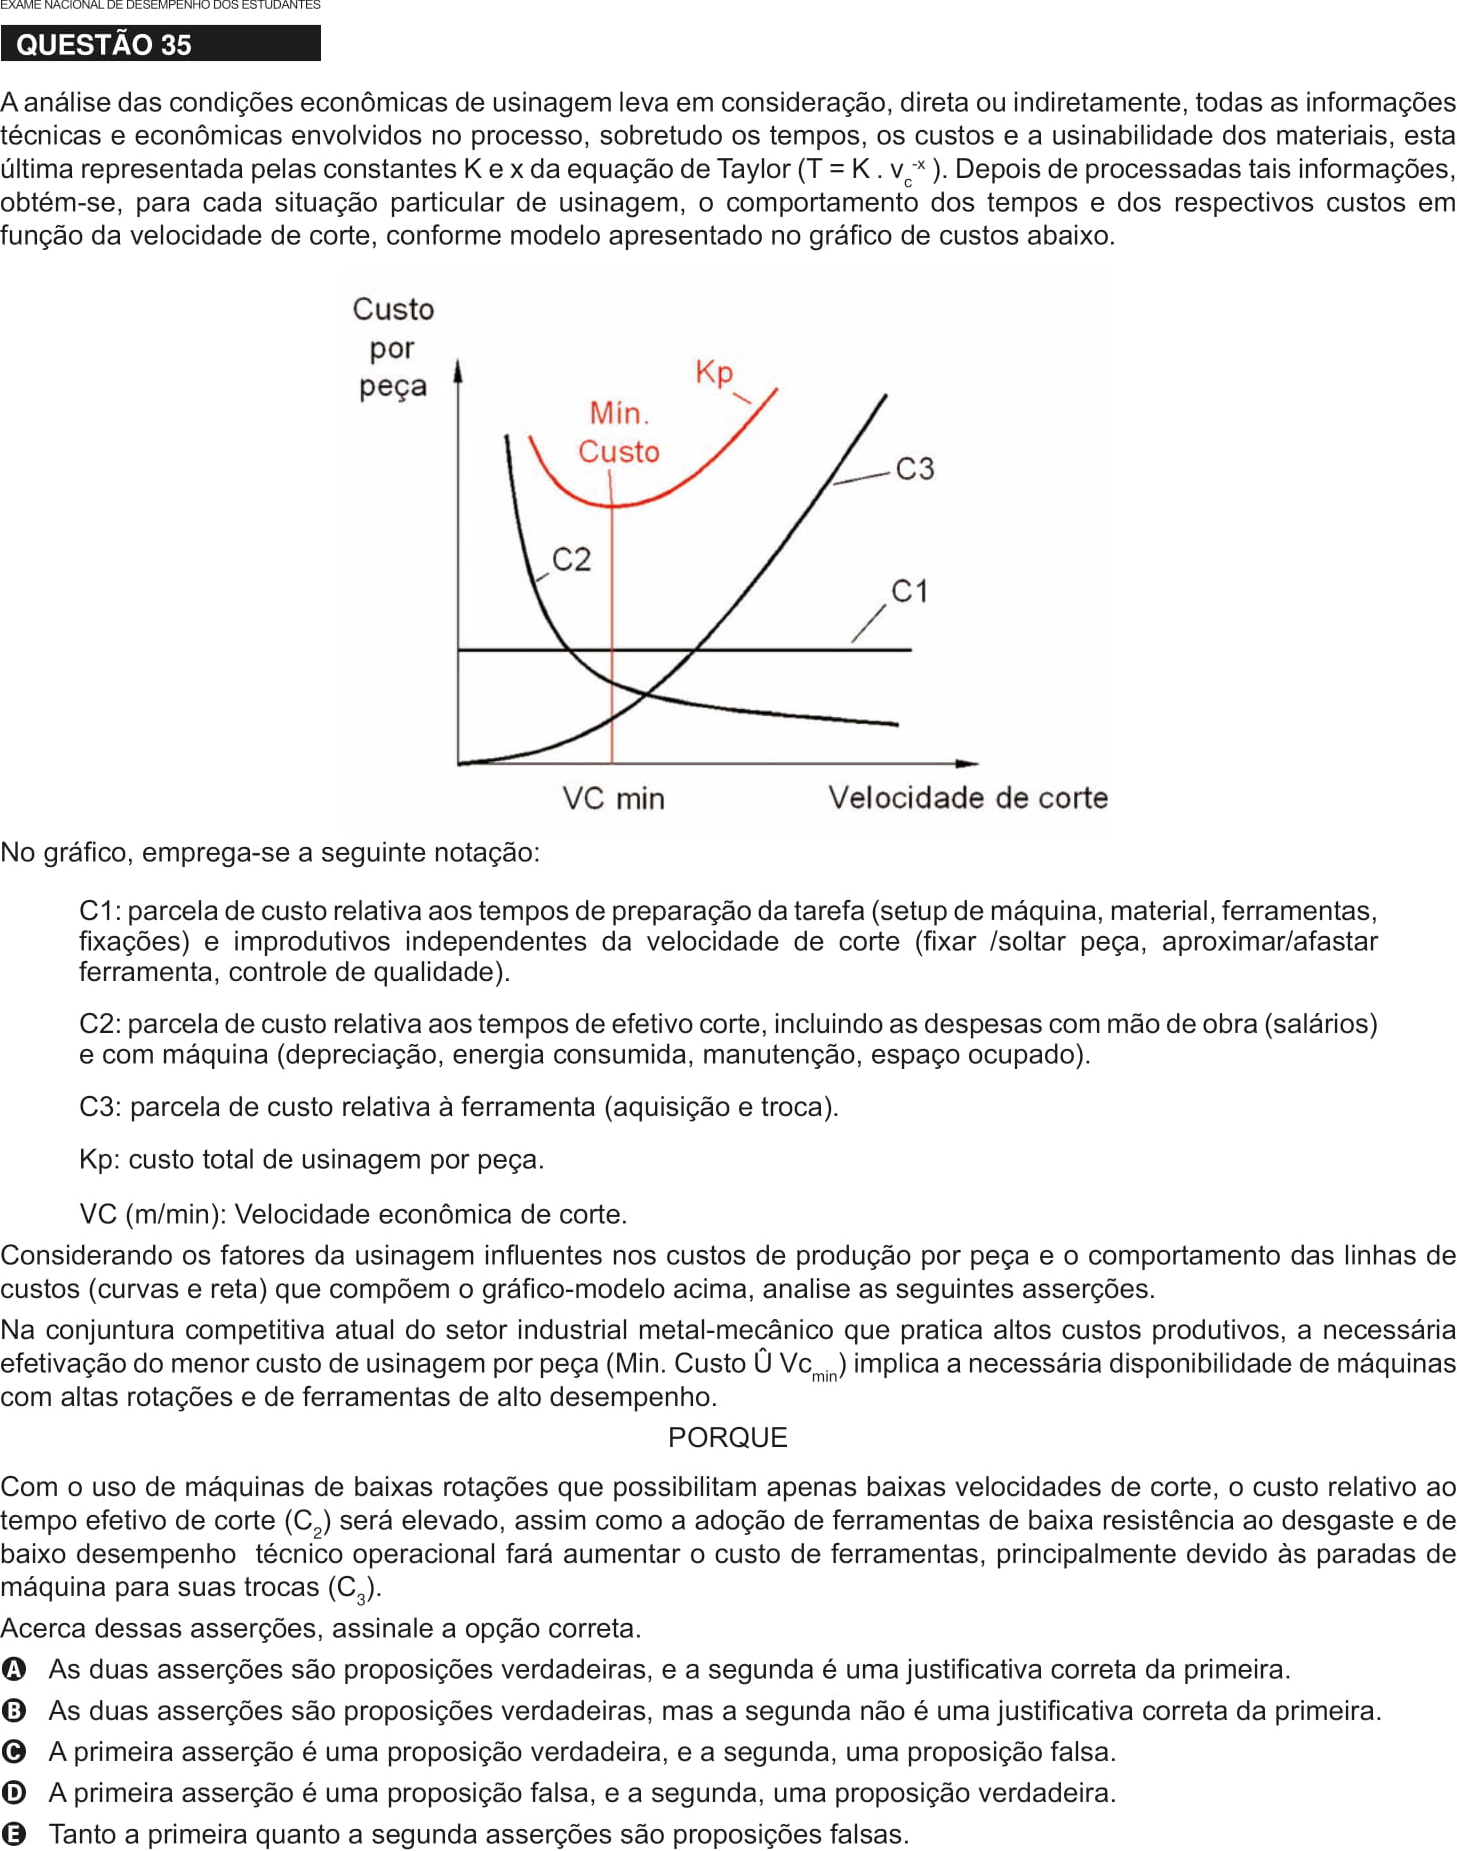 EXAME NACIONAL DE DESEMPENHO DOS ESTUDANTES
QUESTÃO 35
A análise das condições econômicas de usinagem leva em consideração, direta ou indiretamente, todas as informações
técnicas e econômicas envolvidos no processo, sobretudo os tempos, os custos e a usinabilidade dos materiais, esta
última representada pelas constantes K e x da equação de Taylor (T = K . v_c^-x ). Depois de processadas tais informações,
obtém-se, para cada situação particular de usinagem, o comportamento dos tempos e dos respectivos custos em
função da velocidade de corte, conforme modelo apresentado no gráfico de custos abaixo.
Custo
por
peça
Kp
Mín.
Custo
C3
C2
C1
VC min
Velocidade de corte
No gráfico, emprega-se a seguinte notação:
C1: parcela de custo relativa aos tempos de preparação da tarefa (setup de máquina, material, ferramentas,
fixações) e improdutivos independentes da velocidade de corte (fixar /soltar peça, aproximar/afastar
ferramenta, controle de qualidade).
C2: parcela de custo relativa aos tempos de efetivo corte, incluindo as despesas com mão de obra (salários)
e com máquina (depreciação, energia consumida, manutenção, espaço ocupado).
C3: parcela de custo relativa à ferramenta (aquisição e troca).
Kp: custo total de usinagem por peça.
VC (m/min): Velocidade econômica de corte.
Considerando os fatores da usinagem influentes nos custos de produção por peça e o comportamento das linhas de
custos (curvas e reta) que compõem o gráfico-modelo acima, analise as seguintes asserções.
Na conjuntura competitiva atual do setor industrial metal-mecânico que pratica altos custos produtivos, a necessária
efetivação do menor custo de usinagem por peça (Min. Custo Û Vc_min) implica a necessária disponibilidade de máquinas
com altas rotações e de ferramentas de alto desempenho.
PORQUE
Com o uso de máquinas de baixas rotações que possibilitam apenas baixas velocidades de corte, o custo relativo ao
tempo efetivo de corte (C_2) será elevado, assim como a adoção de ferramentas de baixa resistência ao desgaste e de
baixo desempenho técnico operacional fará aumentar o custo de ferramentas, principalmente devido às paradas de
máquina para suas trocas (C_3).
Acerca dessas asserções, assinale a opção correta.
A As duas asserções são proposições verdadeiras, e a segunda é uma justificativa correta da primeira.
B As duas asserções são proposições verdadeiras, mas a segunda não é uma justificativa correta da primeira.
C A primeira asserção é uma proposição verdadeira, e a segunda, uma proposição falsa.
D A primeira asserção é uma proposição falsa, e a segunda, uma proposição verdadeira.
E Tanto a primeira quanto a segunda asserções são proposições falsas.